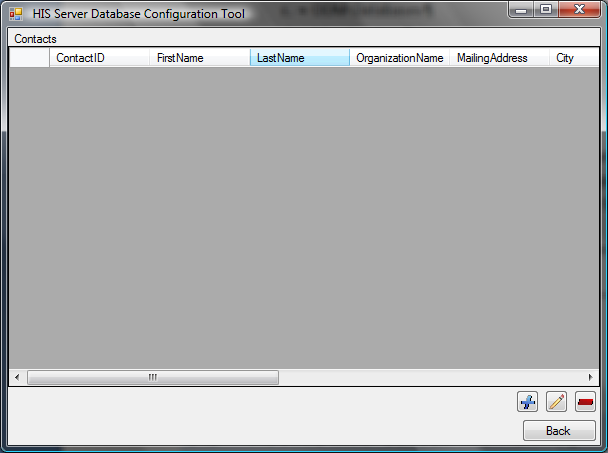 HIS Server Database Configuration Tool
Contacts
ContactID FirstName LastName OrganizationName MailingAddress City
Back